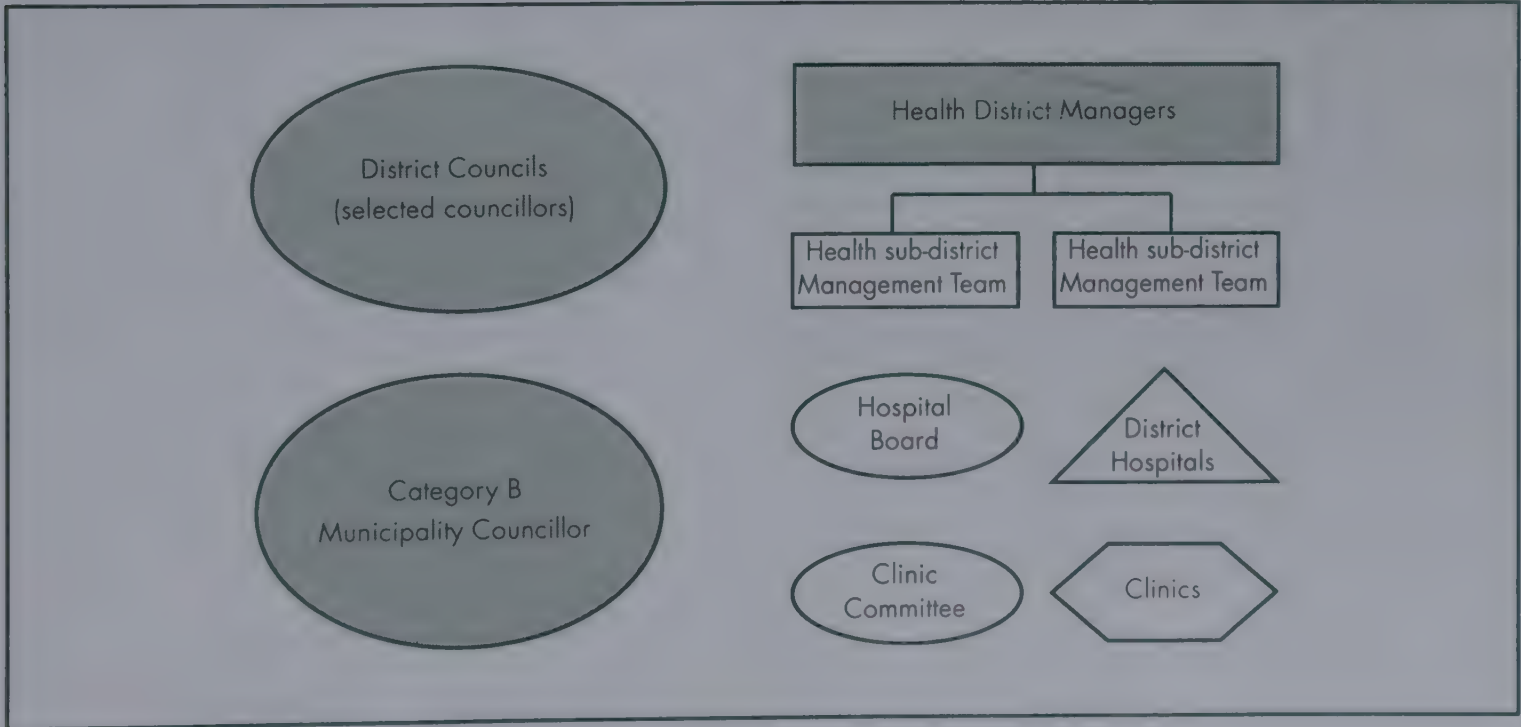 District Councils
(selected councillors)
Health District Managers
Health sub-district
Management Team
Health sub-district
Management Team
Category B
Municipality Councillor
Hospital
Board
District
Hospitals
Clinic
Committee
Clinics